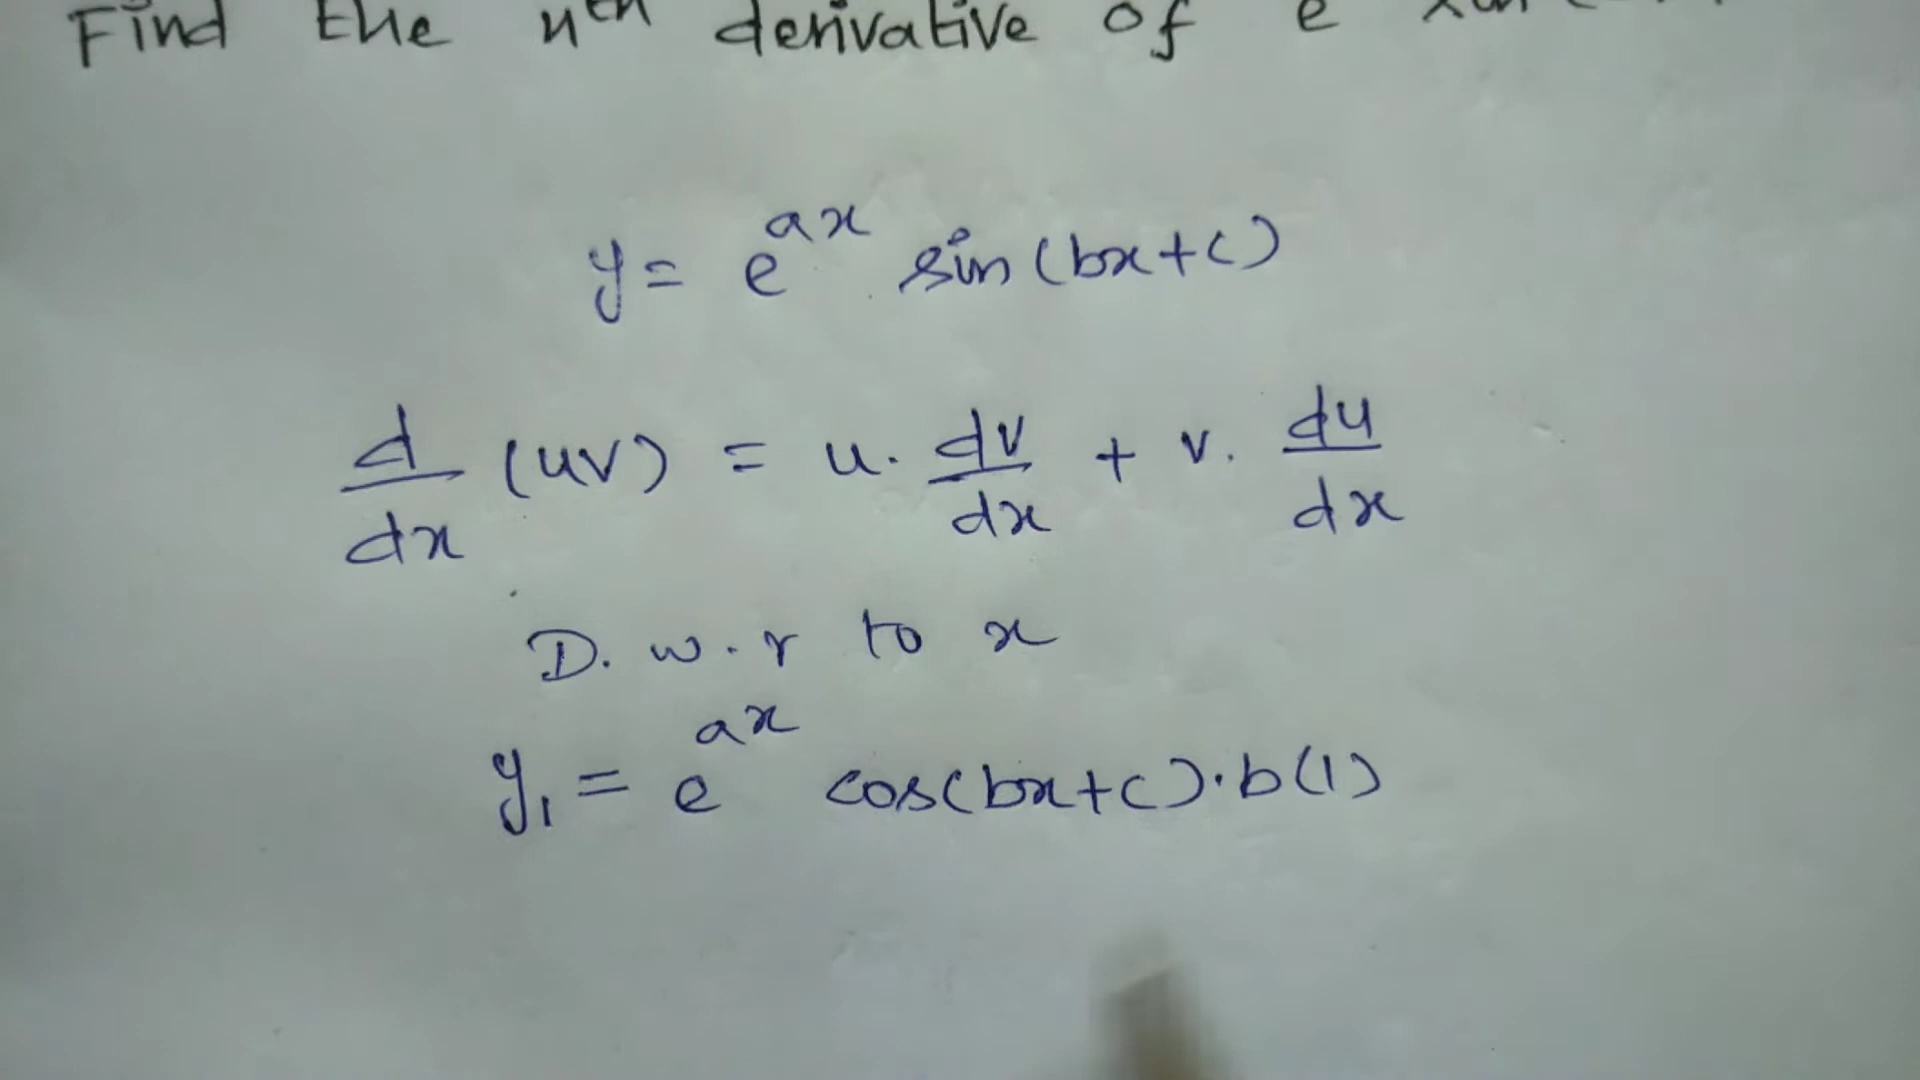 Find the nth derivative of e
y = e^ax sin(bx+c)
d/dx (uv) = u. dv/dx + v. du/dx
D. w.r to x
y₁ = e^ax cos(bx+c).b(1)